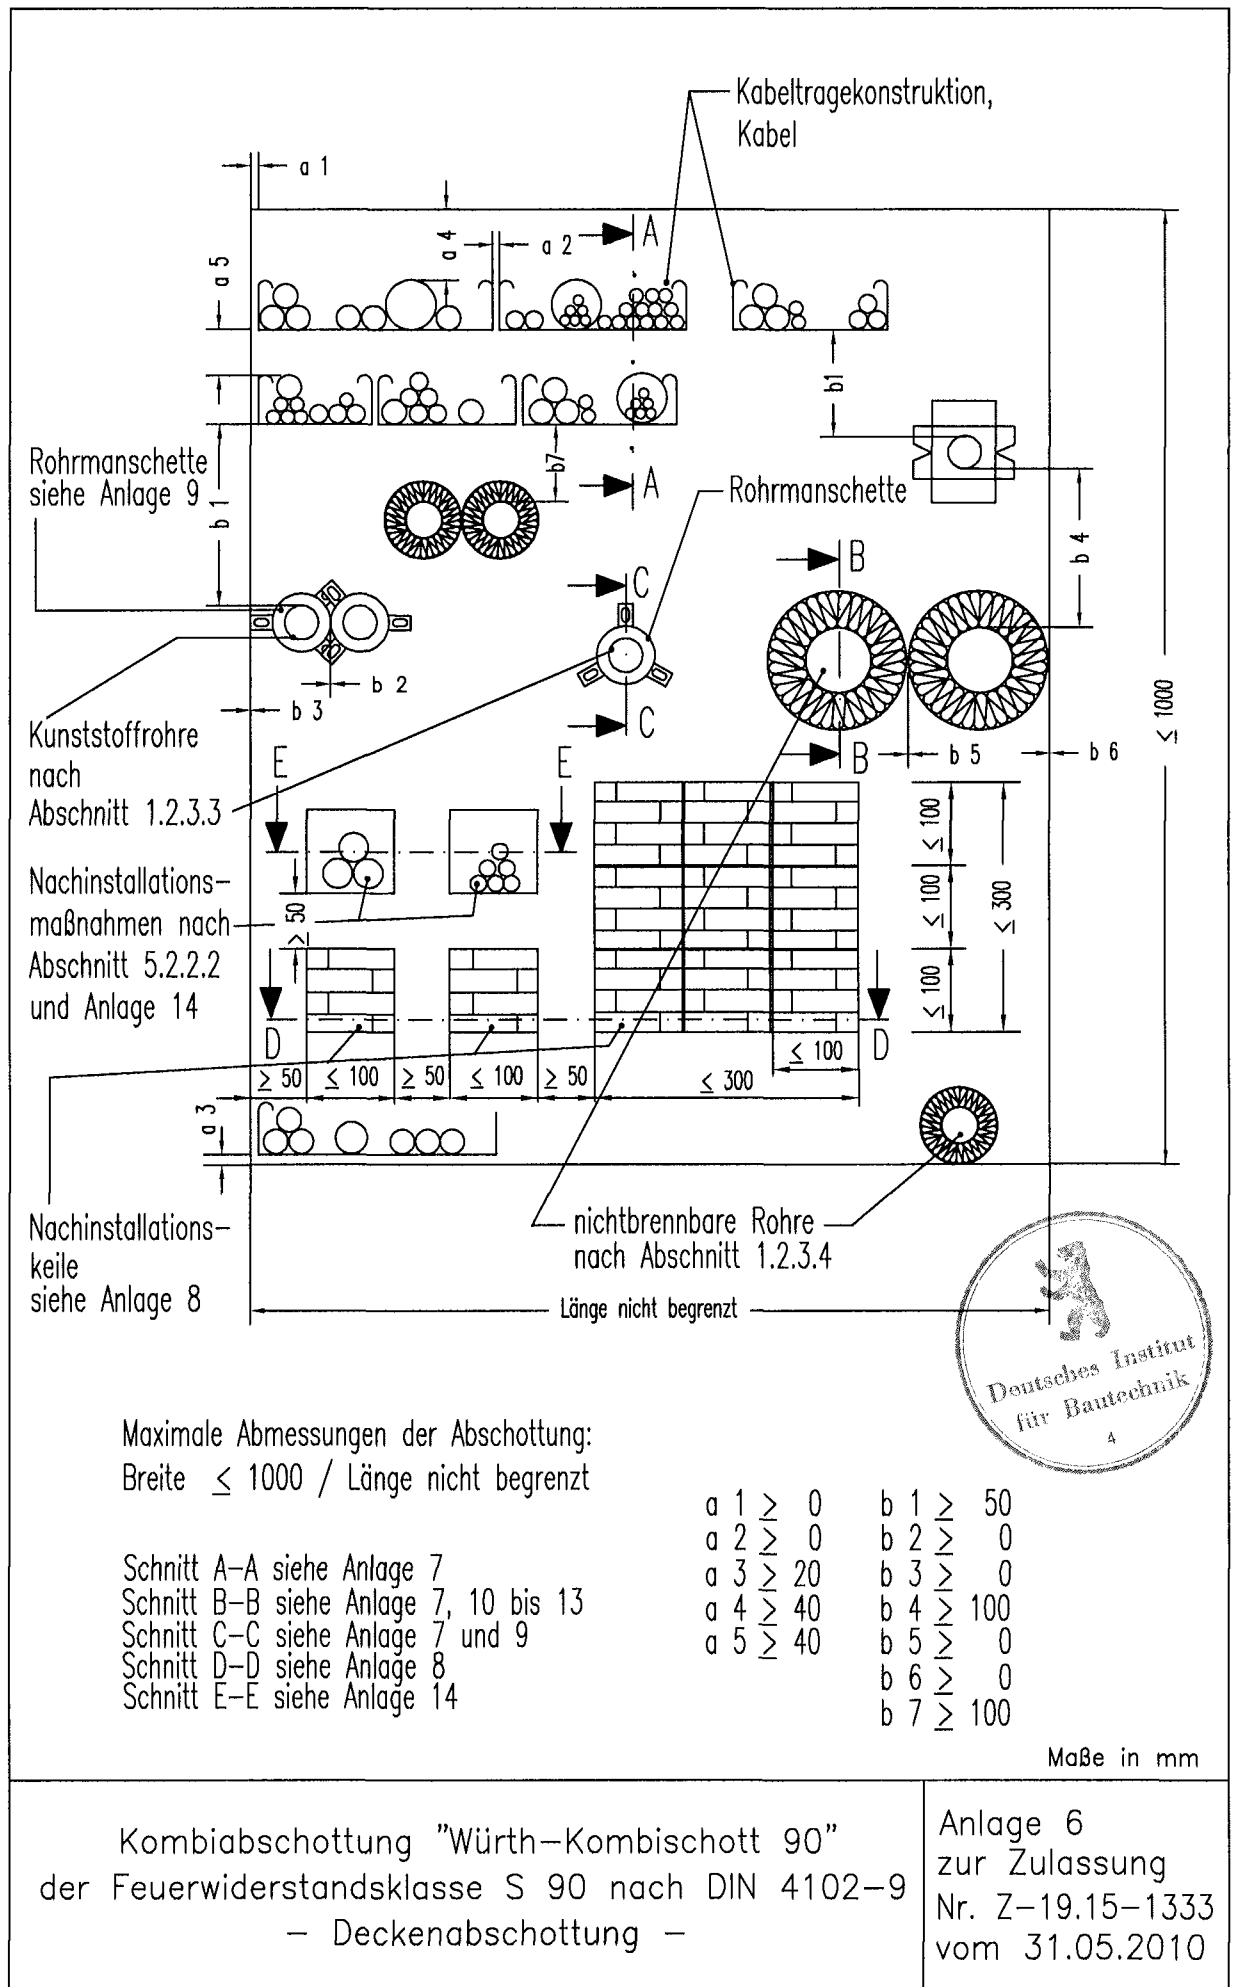 Kabeltragekonstruktion,
Kabel
a 1
a 4
a 2
A
a 5
b1
Rohrmanschette
siehe Anlage 9
b 1
b7
A
Rohrmanschette
b 4
B
C
b 2
b 3
C
B
b 5
b 6
≤ 1000
Kunststoffrohre
nach
Abschnitt 1.2.3.3
E
E
≤ 100
≤ 100
≤ 100
≤ 300
Nachinstallations-
maßnahmen nach
Abschnitt 5.2.2.2
und Anlage 14
≥ 50
D
D
≥ 50
≤ 100
≥ 50
≤ 100
≥ 50
≤ 300
≤ 100
a 3
Nachinstallations-
keile
siehe Anlage 8
nichtbrennbare Rohre
nach Abschnitt 1.2.3.4
Länge nicht begrenzt
Deutsches Institut
für Bautechnik
4
Maximale Abmessungen der Abschottung:
Breite ≤ 1000 / Länge nicht begrenzt
Schnitt A-A siehe Anlage 7
Schnitt B-B siehe Anlage 7, 10 bis 13
Schnitt C-C siehe Anlage 7 und 9
Schnitt D-D siehe Anlage 8
Schnitt E-E siehe Anlage 14
a 1 ≥ 0
a 2 ≥ 0
a 3 ≥ 20
a 4 ≥ 40
a 5 ≥ 40
b 1 ≥ 50
b 2 ≥ 0
b 3 ≥ 0
b 4 ≥ 100
b 5 ≥ 0
b 6 ≥ 0
b 7 ≥ 100
Maße in mm
Kombiabschottung "Würth-Kombischott 90"
der Feuerwiderstandsklasse S 90 nach DIN 4102-9
- Deckenabschottung -
Anlage 6
zur Zulassung
Nr. Z-19.15-1333
vom 31.05.2010